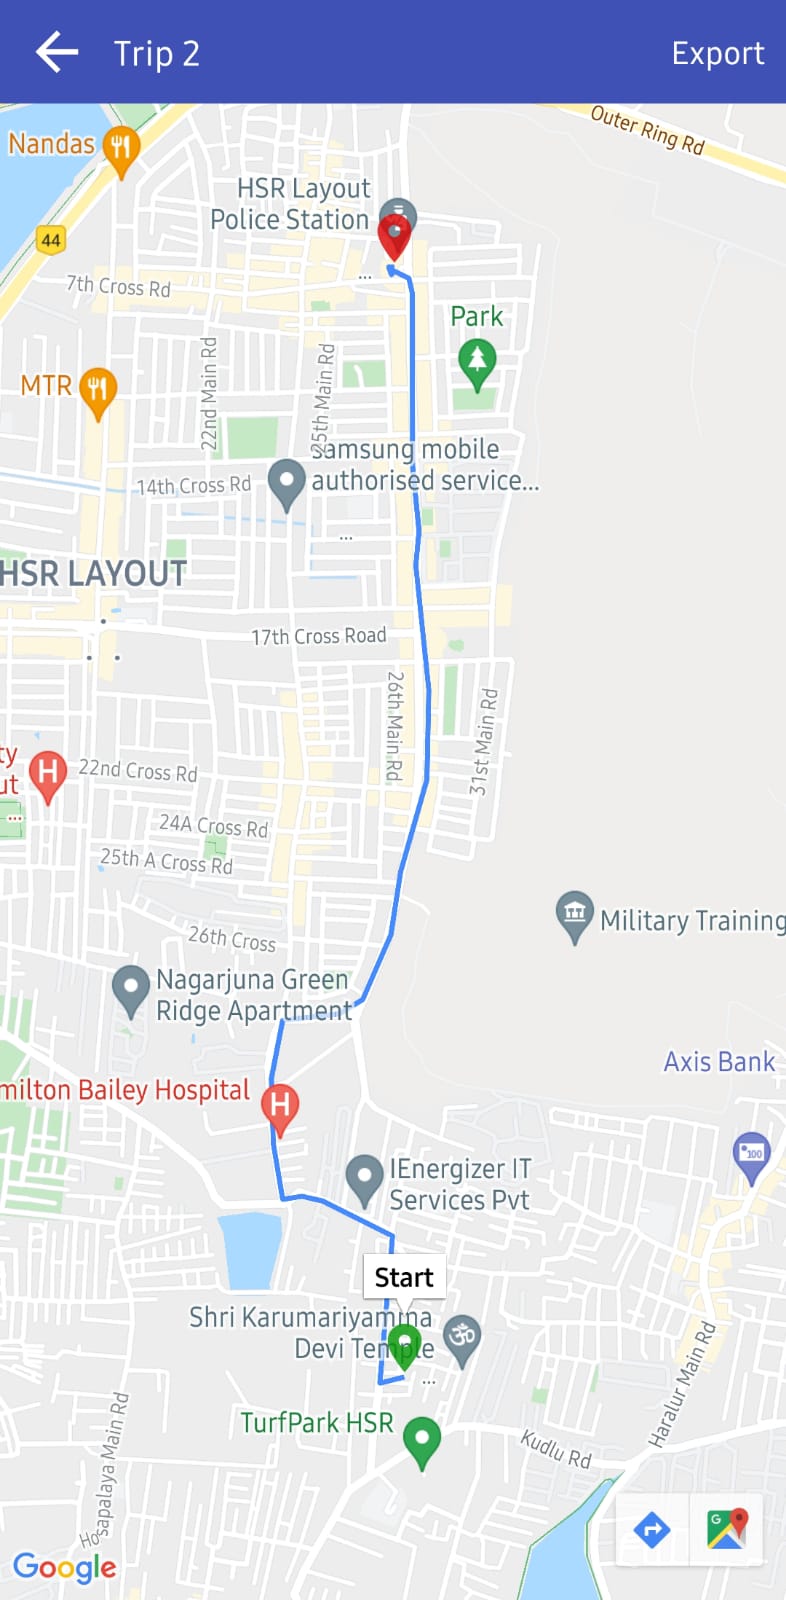 Trip 2
Export
Outer Ring Rd
Nandas
HSR Layout
Police Station
44
...
7th Cross Rd
Park
22nd Main Rd
25th Main Rd
MTR
samsung mobile
authorised service...
14th Cross Rd
...
HSR LAYOUT
17th Cross Road
26th Main Rd
31st Main Rd
ty
ut
H
22nd Cross Rd
...
24A Cross Rd
25th A Cross Rd
Military Training
26th Cross
Nagarjuna Green
Ridge Apartment
Axis Bank
milton Bailey Hospital
H
100
IEnergizer IT
Services Pvt
Start
Shri Karumariyamma
Devi Temple
ॐ
...
Haralur Main Rd
TurfPark HSR
Kudlu Rd
Hosapalaya Main Rd
G
Google